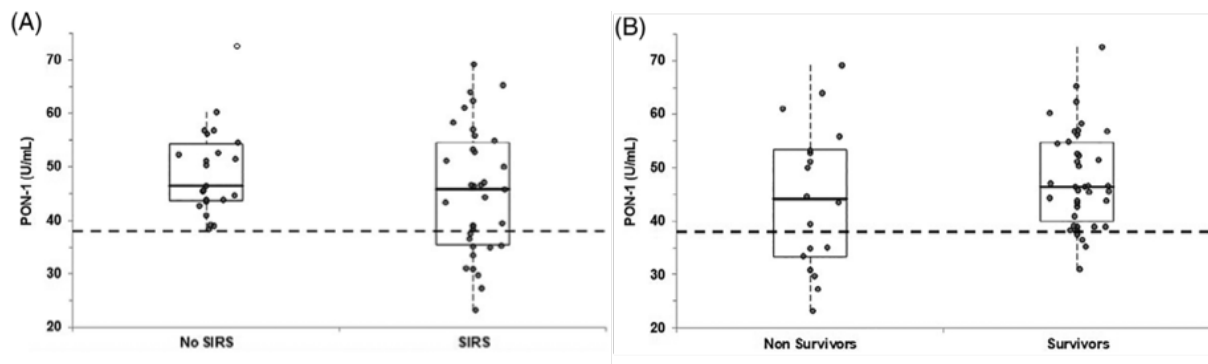 (A)
PON-1 (U/mL)
70
60
50
40
30
20
No SIRS
SIRS
(B)
PON-1 (U/mL)
70
60
50
40
30
20
Non Survivors
Survivors